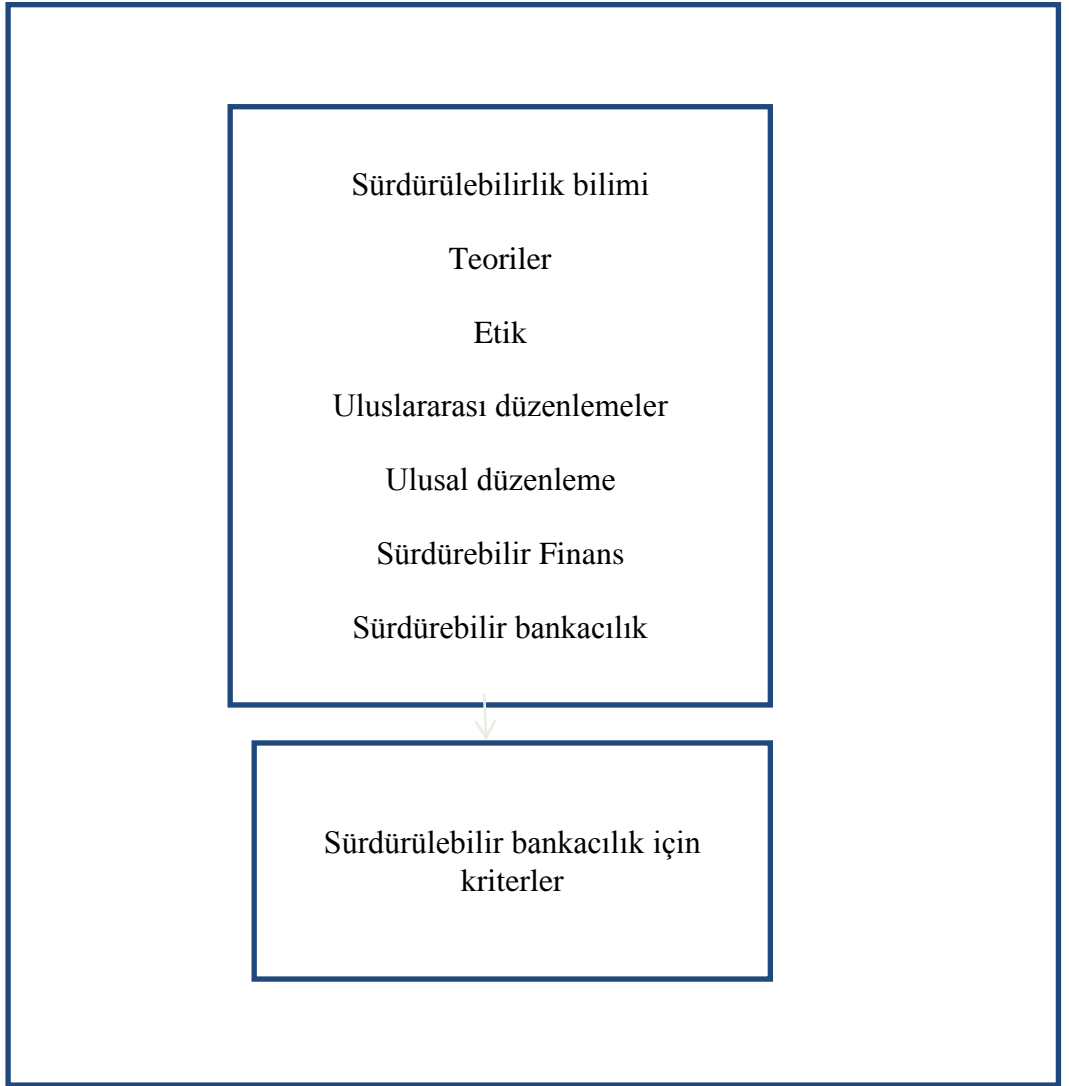 Sürdürülebilirlik bilimi
Teoriler
Etik
Uluslararası düzenlemeler
Ulusal düzenleme
Sürdürebilir Finans
Sürdürebilir bankacılık
Sürdürülebilir bankacılık için
kriterler